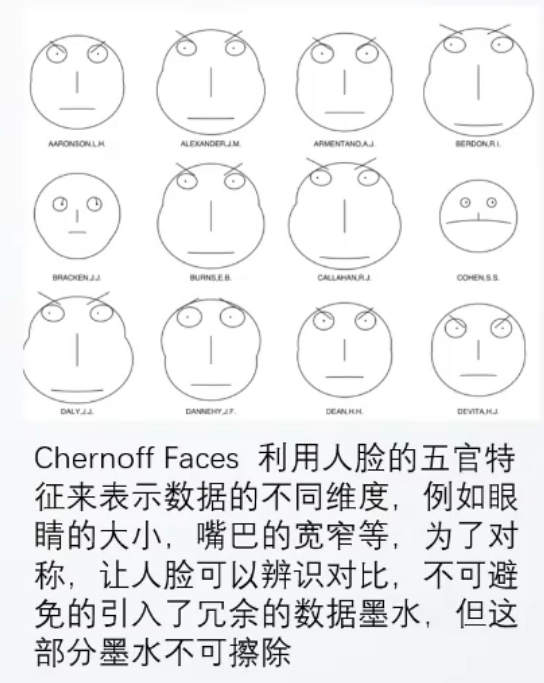 AARONSON,L.H. ALEXANDER,J.M. ARMENTANO,A.J. BERDON,R.I.
BRACKEN,J.J. BURNS,E.B. CALLAHAN,R.J. COHEN,S.S.
DALY,J.J. DANNEHY,J.F. DEAN,H.H. DEVITA,H.J.
Chernoff Faces 利用人脸的五官特
征来表示数据的不同维度，例如眼
睛的大小，嘴巴的宽窄等，为了对
称，让人脸可以辨识对比，不可避
免的引入了冗余的数据墨水，但这
部分墨水不可擦除